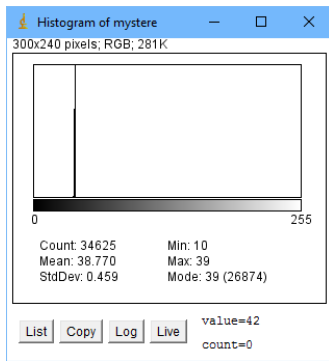 Histogram of mystere
300x240 pixels; RGB; 281K
0 255
Count: 34625 Min: 10
Mean: 38.770 Max: 39
StdDev: 0.459 Mode: 39 (26874)
List Copy Log Live value=42
count=0